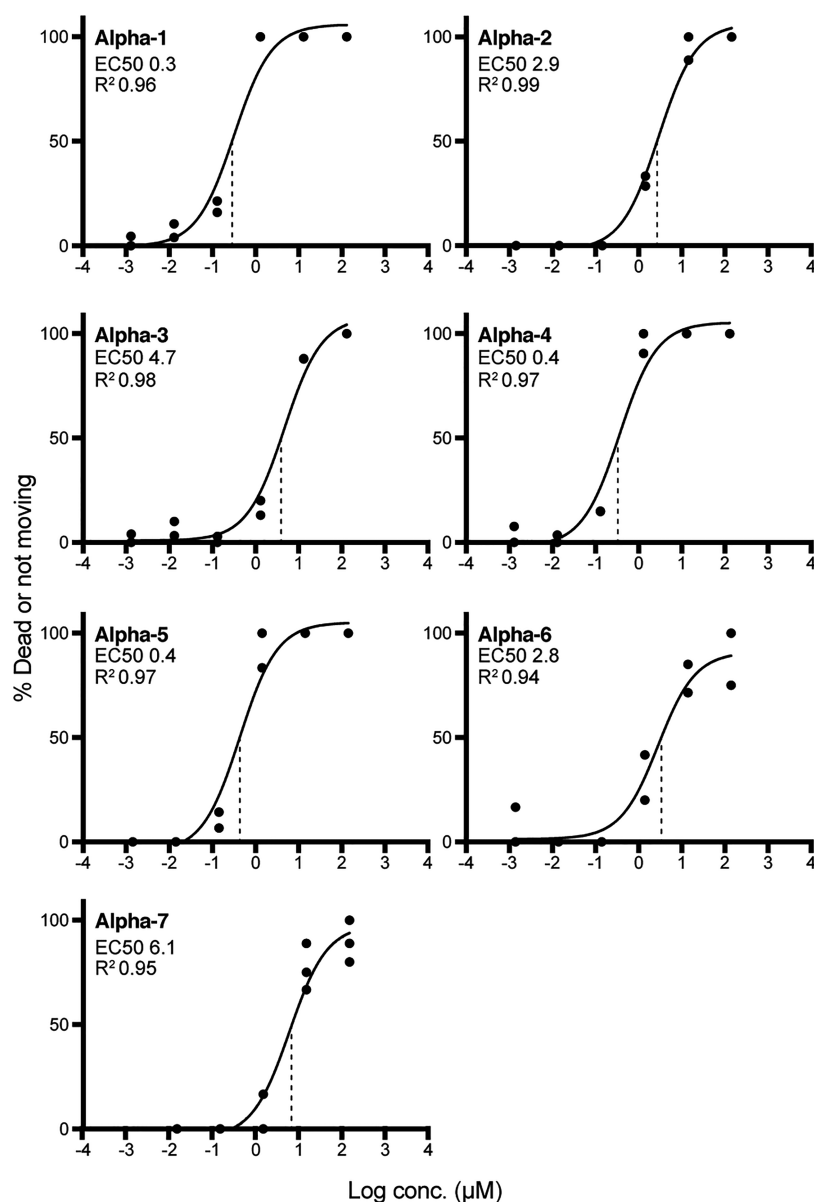 Alpha-1
EC50 0.3
R² 0.96
100
50
0
-4 -3 -2 -1 0 1 2 3 4
Alpha-2
EC50 2.9
R² 0.99
100
50
0
-4 -3 -2 -1 0 1 2 3 4
Alpha-3
EC50 4.7
R² 0.98
100
50
0
-4 -3 -2 -1 0 1 2 3 4
Alpha-4
EC50 0.4
R² 0.97
100
50
0
-4 -3 -2 -1 0 1 2 3 4
% Dead or not moving
Alpha-5
EC50 0.4
R² 0.97
100
50
0
-4 -3 -2 -1 0 1 2 3 4
Alpha-6
EC50 2.8
R² 0.94
100
50
0
-4 -3 -2 -1 0 1 2 3 4
Alpha-7
EC50 6.1
R² 0.95
100
50
0
-4 -3 -2 -1 0 1 2 3 4
Log conc. (µM)